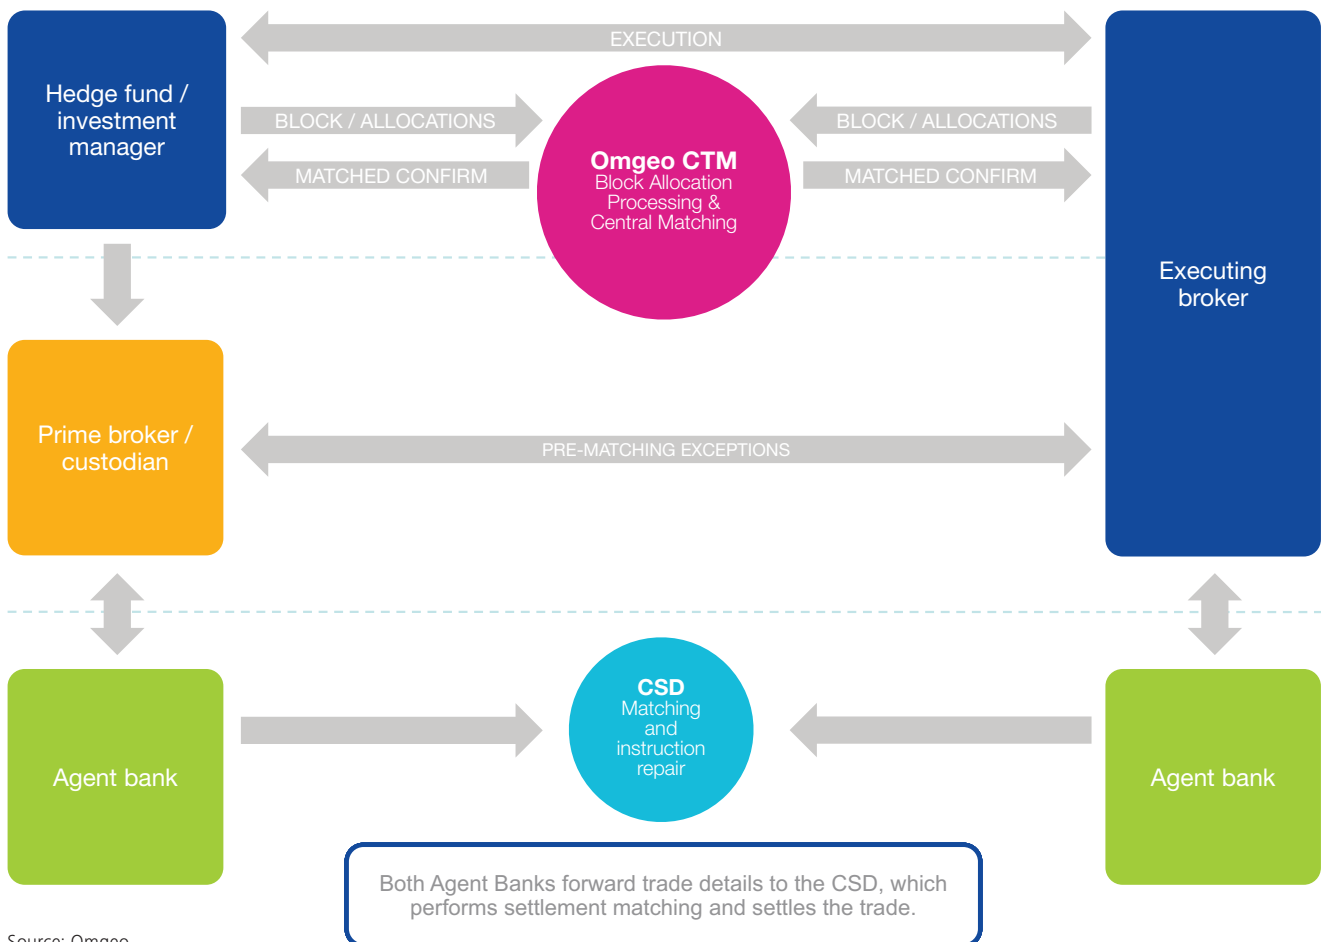 EXECUTION
Hedge fund /
investment
manager
BLOCK / ALLOCATIONS
BLOCK / ALLOCATIONS
MATCHED CONFIRM
MATCHED CONFIRM
Omgeo CTM
Block Allocation
Processing &
Central Matching
Executing
broker
Prime broker /
custodian
PRE-MATCHING EXCEPTIONS
CSD
Matching
and
instruction
repair
Agent bank
Agent bank
Both Agent Banks forward trade details to the CSD, which
performs settlement matching and settles the trade.
Source: Omgeo